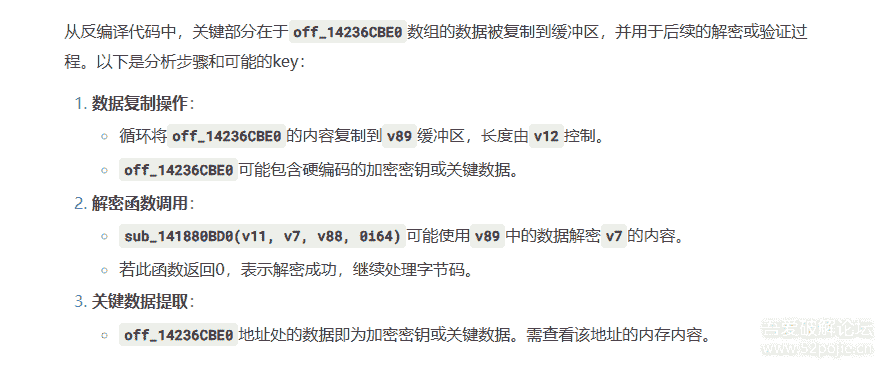 从反编译代码中，关键部分在于 off_14236CBE0 数组的数据被复制到缓冲区，并用于后续的解密或验证过
程。以下是分析步骤和可能的key：
1. 数据复制操作：
循环将 off_14236CBE0 的内容复制到 v89 缓冲区，长度由 v12 控制。
off_14236CBE0 可能包含硬编码的加密密钥或关键数据。
2. 解密函数调用：
sub_141880BD0(v11, v7, v88, 0i64) 可能使用 v89 中的数据解密 v7 的内容。
若此函数返回0，表示解密成功，继续处理字节码。
3. 关键数据提取：
off_14236CBE0 地址处的数据即为加密密钥或关键数据。需查看该地址的内存内容。
吾爱破解论坛
www.52pojie.cn